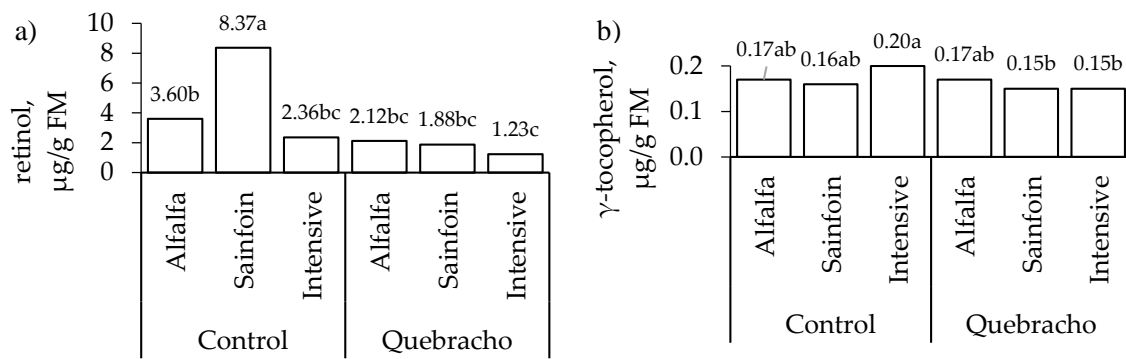 a)
retinol,
µg/g FM
10
8
6
4
2
0
3.60b
8.37a
2.36bc
2.12bc
1.88bc
1.23c
Alfalfa
Sainfoin
Intensive
Alfalfa
Sainfoin
Intensive
Control
Quebracho
b)
γ-tocopherol,
µg/g FM
0.2
0.1
0.0
0.17ab
0.16ab
0.20a
0.17ab
0.15b
0.15b
Alfalfa
Sainfoin
Intensive
Alfalfa
Sainfoin
Intensive
Control
Quebracho